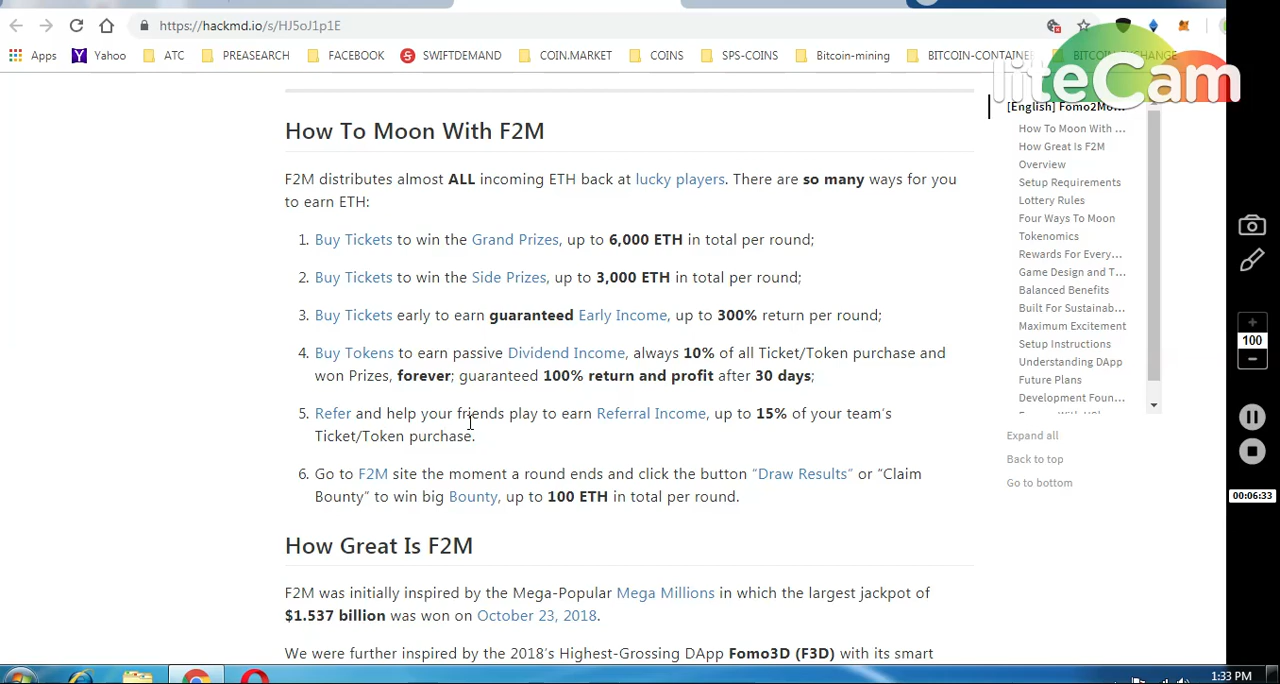 https://hackmd.io/s/HJ5oJ1p1E
Apps Yahoo ATC PREASEARCH FACEBOOK SWIFTDEMAND COIN.MARKET COINS SPS-COINS Bitcoin-mining BITCOIN-CONTAINE BITCOIN-EXCHANGE
liteCam
How To Moon With F2M
F2M distributes almost ALL incoming ETH back at lucky players. There are so many ways for you
to earn ETH:
1. Buy Tickets to win the Grand Prizes, up to 6,000 ETH in total per round;
2. Buy Tickets to win the Side Prizes, up to 3,000 ETH in total per round;
3. Buy Tickets early to earn guaranteed Early Income, up to 300% return per round;
4. Buy Tokens to earn passive Dividend Income, always 10% of all Ticket/Token purchase and
won Prizes, forever; guaranteed 100% return and profit after 30 days;
5. Refer and help your friends play to earn Referral Income, up to 15% of your team's
Ticket/Token purchase.
6. Go to F2M site the moment a round ends and click the button "Draw Results" or "Claim
Bounty" to win big Bounty, up to 100 ETH in total per round.
How Great Is F2M
F2M was initially inspired by the Mega-Popular Mega Millions in which the largest jackpot of
$1.537 billion was won on October 23, 2018.
We were further inspired by the 2018's Highest-Grossing DApp Fomo3D (F3D) with its smart
[English] Fomo2Mo...
How To Moon With ...
How Great Is F2M
Overview
Setup Requirements
Lottery Rules
Four Ways To Moon
Tokenomics
Rewards For Every...
Game Design and T...
Balanced Benefits
Built For Sustainab...
Maximum Excitement
Setup Instructions
Understanding DApp
Future Plans
Development Foun...
Expand all
Back to top
Go to bottom
100
00:06:33
1:33 PM